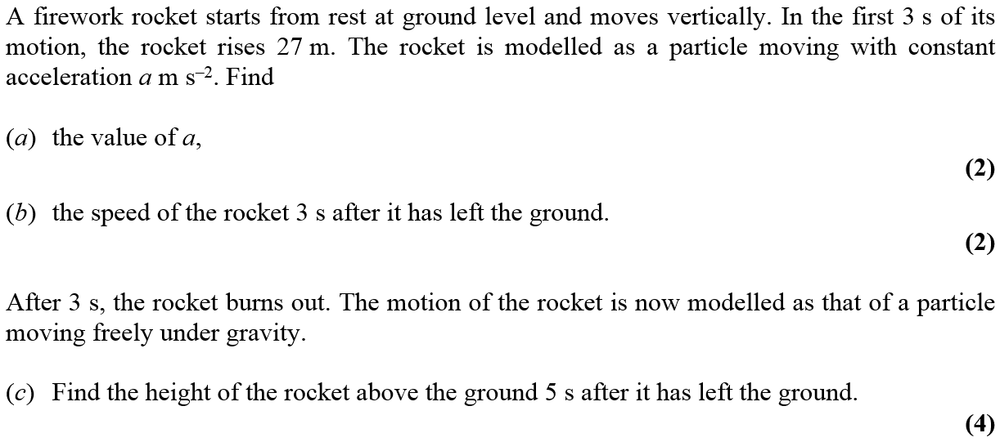 A firework rocket starts from rest at ground level and moves vertically. In the first 3 s of its
motion, the rocket rises 27 m. The rocket is modelled as a particle moving with constant
acceleration a m s⁻². Find
(a) the value of a,
(2)
(b) the speed of the rocket 3 s after it has left the ground.
(2)
After 3 s, the rocket burns out. The motion of the rocket is now modelled as that of a particle
moving freely under gravity.
(c) Find the height of the rocket above the ground 5 s after it has left the ground.
(4)